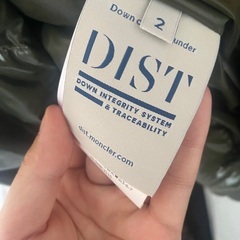 Down under
2
DIST
DOWN INTEGRITY SYSTEM
& TRACEABILITY
dist.moncler.com